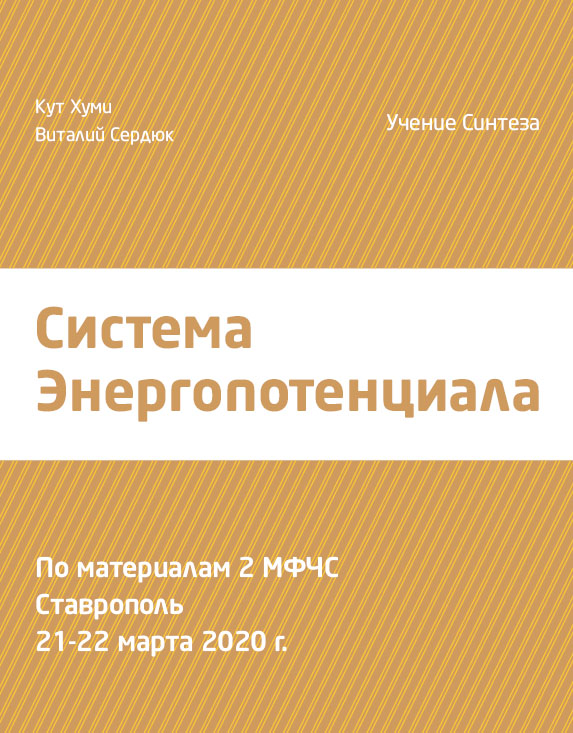 Кут Хуми
Виталий Сердюк
Учение Синтеза
Система
Энергопотенциала
По материалам 2 МФЧС
Ставрополь
21-22 марта 2020 г.